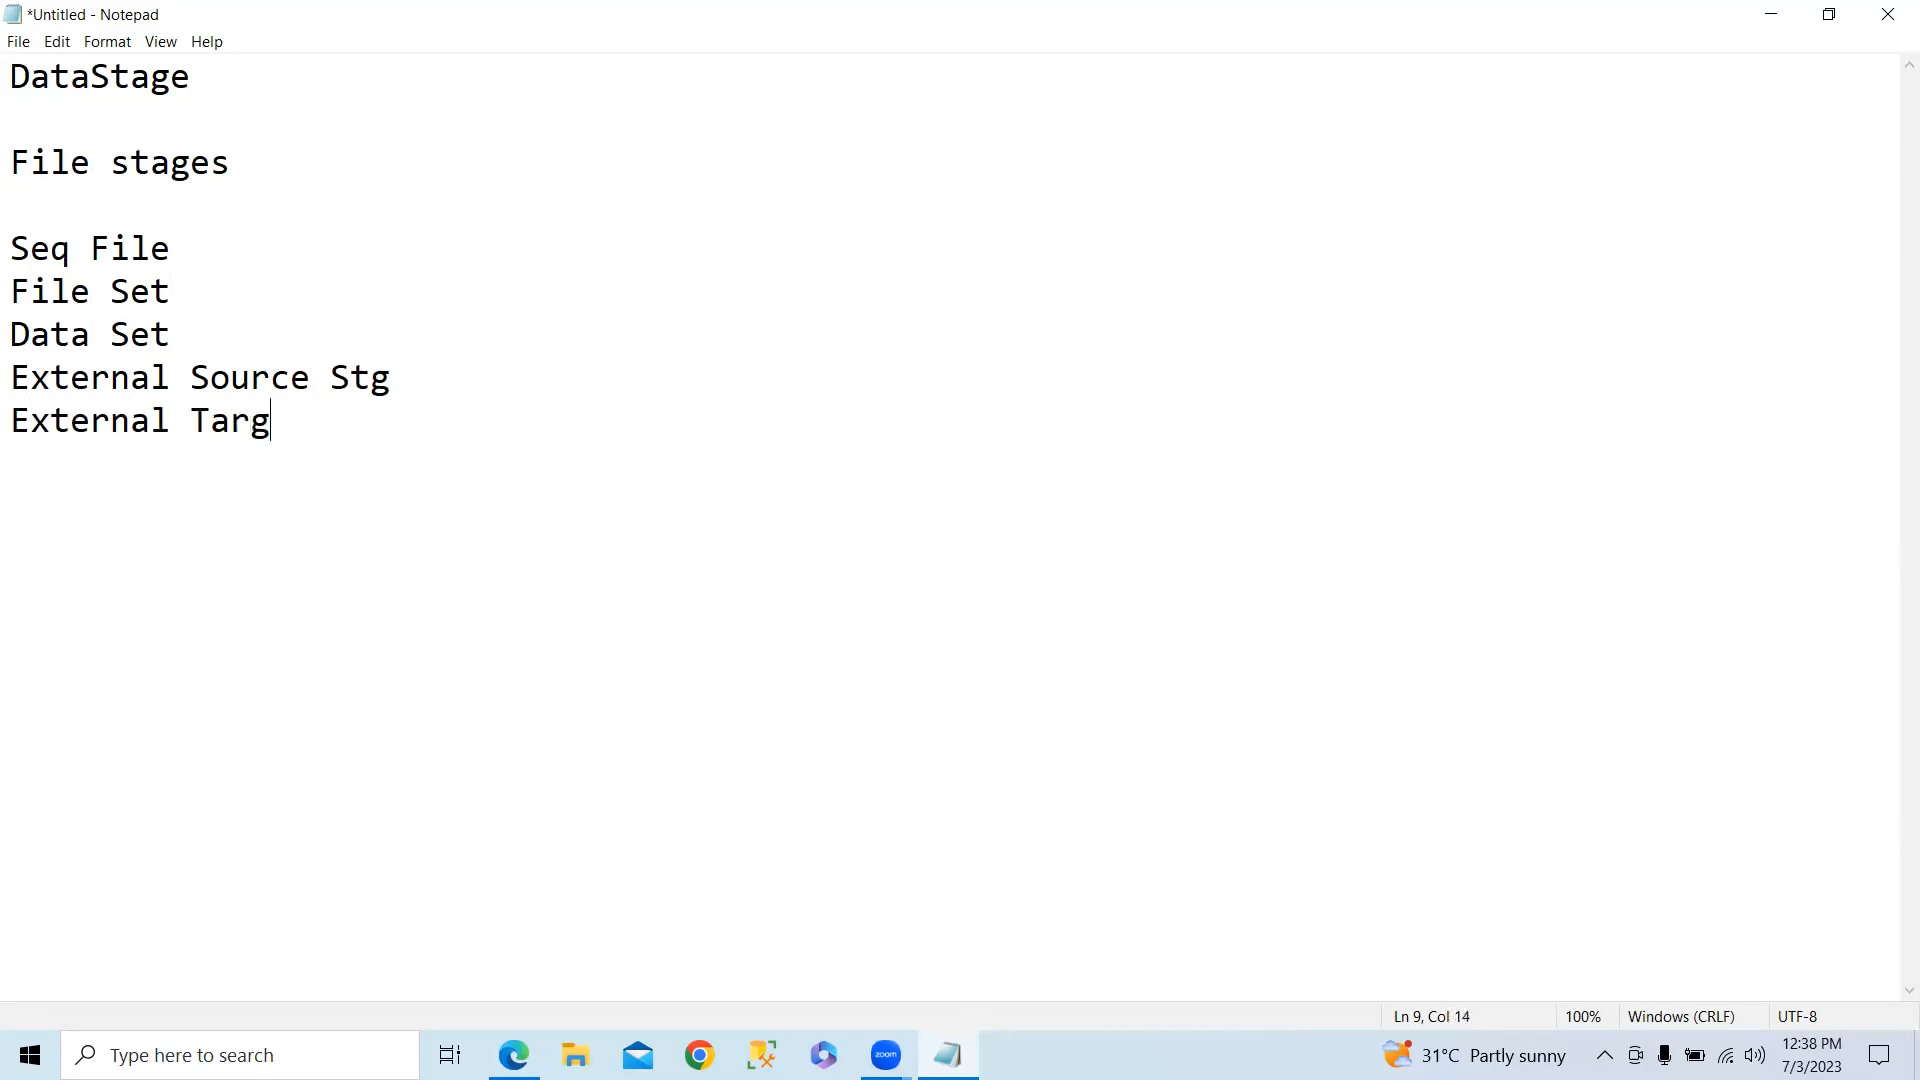 *Untitled - Notepad
File Edit Format View Help
DataStage
File stages
Seq File
File Set
Data Set
External Source Stg
External Targ
Ln 9, Col 14 100% Windows (CRLF) UTF-8
Type here to search zoom 31°C Partly sunny 12:38 PM
7/3/2023